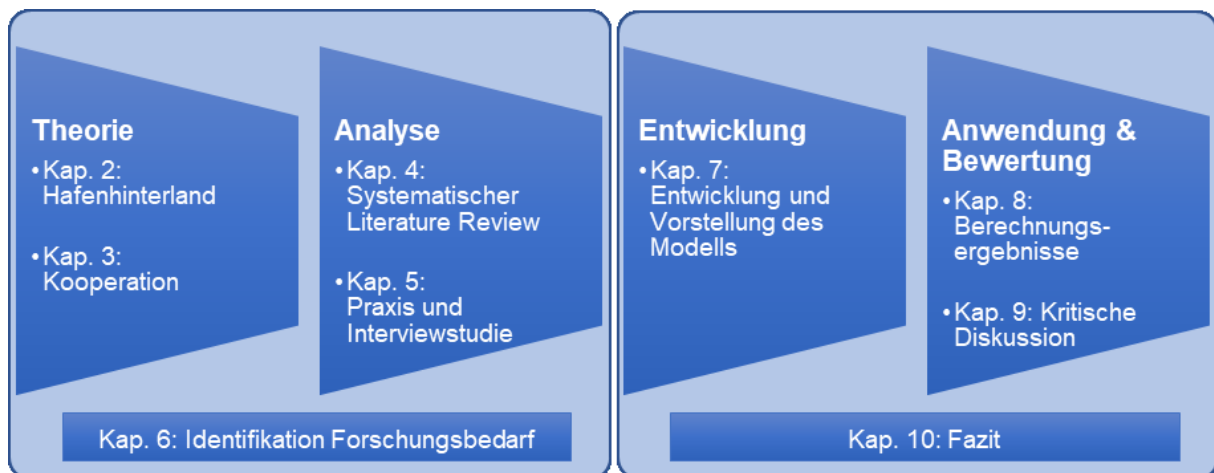 Theorie
•Kap. 2:
Hafenhinterland
•Kap. 3:
Kooperation
Analyse
•Kap. 4:
Systematischer
Literature Review
•Kap. 5:
Praxis und
Interviewstudie
Kap. 6: Identifikation Forschungsbedarf
Entwicklung
•Kap. 7:
Entwicklung und
Vorstellung des
Modells
Anwendung &
Bewertung
•Kap. 8:
Berechnungs-
ergebnisse
•Kap. 9: Kritische
Diskussion
Kap. 10: Fazit